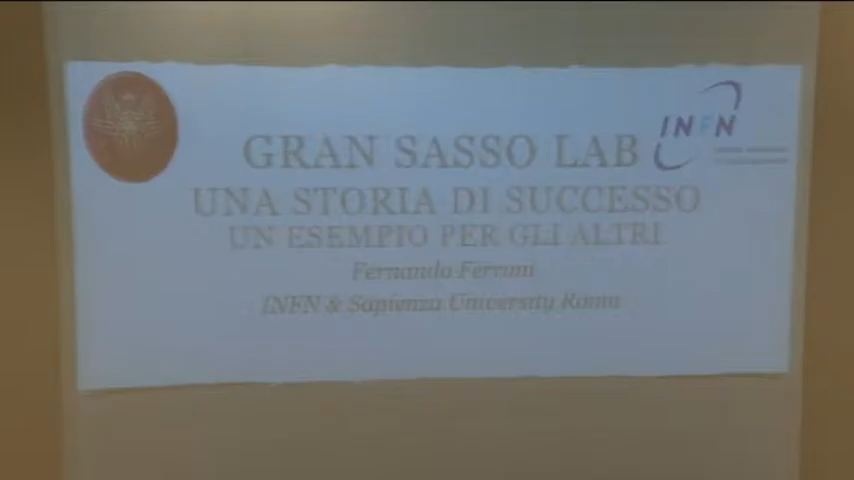 INFN
GRAN SASSO LAB
UNA STORIA DI SUCCESSO
UN ESEMPIO PER GLI ALTRI
Fernando Ferroni
INFN & Sapienza University Roma